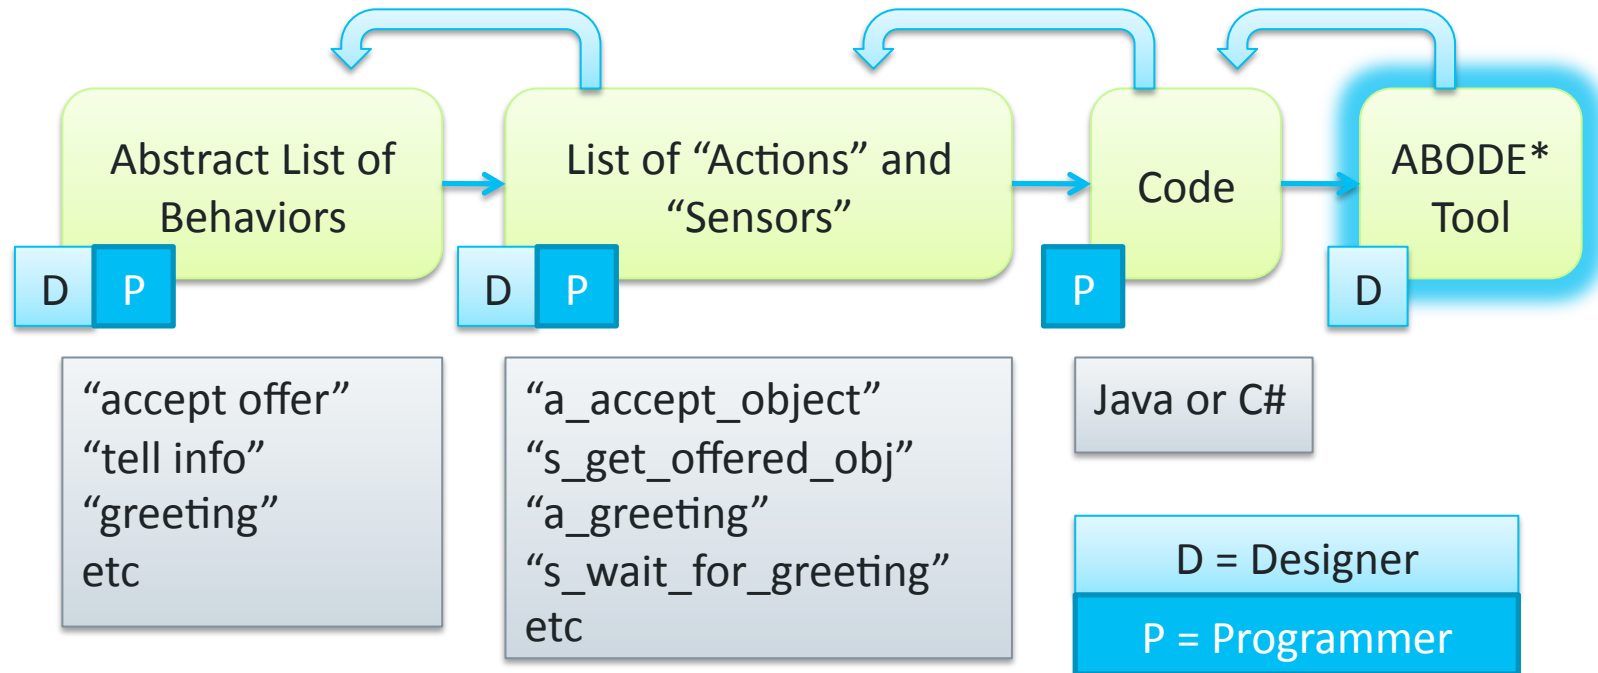 Abstract List of
Behaviors
D
P
List of “Actions” and
“Sensors”
D
P
Code
P
ABODE*
Tool
D
“accept offer”
“tell info”
“greeting”
etc
“a_accept_object”
“s_get_offered_obj”
“a_greeting”
“s_wait_for_greeting”
etc
Java or C#
D = Designer
P = Programmer